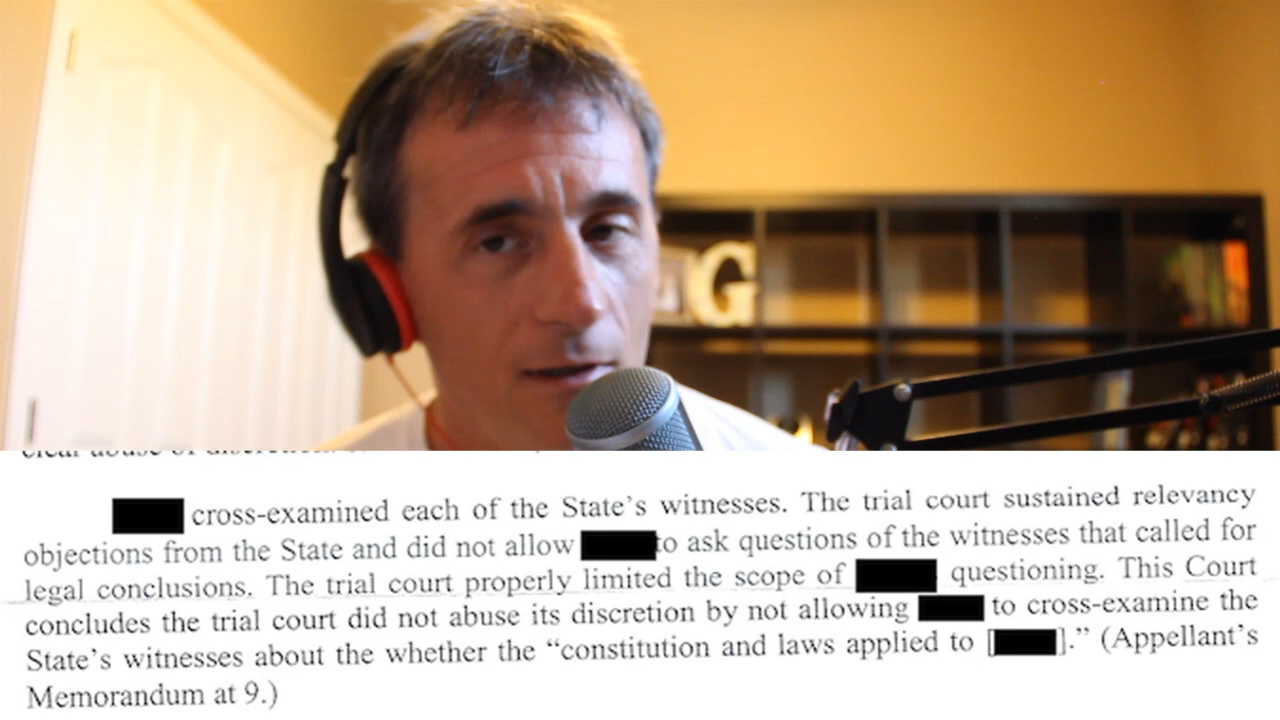 G
cross-examined each of the State's witnesses. The trial court sustained relevancy
objections from the State and did not allow to ask questions of the witnesses that called for
legal conclusions. The trial court properly limited the scope of questioning. This Court
concludes the trial court did not abuse its discretion by not allowing to cross-examine the
State's witnesses about the whether the “constitution and laws applied to [ ].” (Appellant's
Memorandum at 9.)